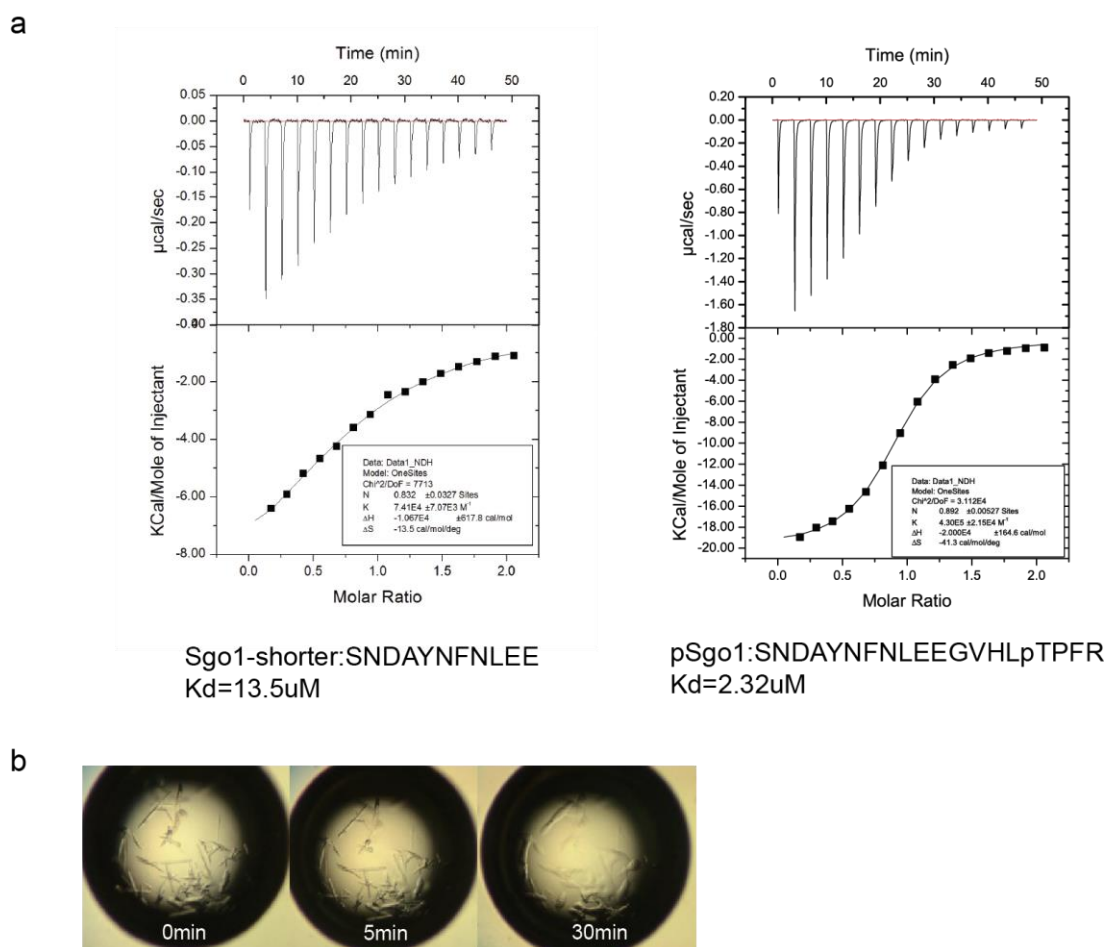 a
Time (min)
0 10 20 30 40 50
0.05
0.00
-0.05
-0.10
-0.15
-0.20
-0.25
-0.30
-0.35
µcal/sec
-2.00
-4.00
-6.00
-8.00
KCal/Mole of Injectant
Data: Data1_NDH
Model: OneSites
Chi^2/DoF = 7713
N 0.832 ±0.0327 Sites
K 7.41E4 ±7.07E3 M-1
ΔH -1.067E4 ±617.8 cal/mol
ΔS -13.5 cal/mol/deg
0.0 0.5 1.0 1.5 2.0
Molar Ratio
Sgo1-shorter:SNDAYNFNLEE
Kd=13.5uM
Time (min)
0 10 20 30 40 50
0.20
0.00
-0.20
-0.40
-0.60
-0.80
-1.00
-1.20
-1.40
-1.60
-1.80
µcal/sec
0.00
-2.00
-4.00
-6.00
-8.00
-10.00
-12.00
-14.00
-16.00
-18.00
-20.00
KCal/Mole of Injectant
Data: Data1_NDH
Model: OneSites
Chi^2/DoF = 3.112E4
N 0.892 ±0.00527 Sites
K 4.30E5 ±2.15E4 M-1
ΔH -2.000E4 ±164.6 cal/mol
ΔS -41.3 cal/mol/deg
0.0 0.5 1.0 1.5 2.0
Molar Ratio
pSgo1:SNDAYNFNLEEGVHLpTPFR
Kd=2.32uM
b
0min
5min
30min